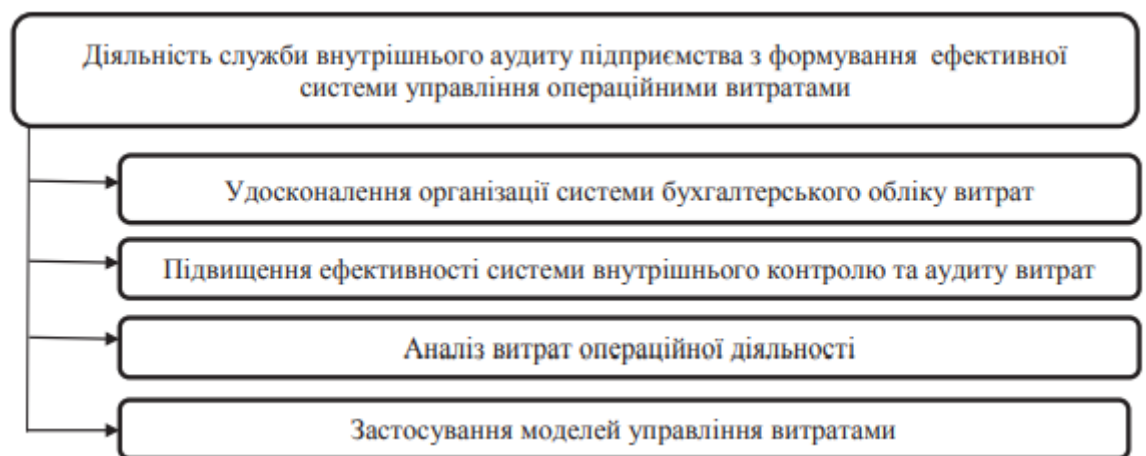 Діяльність служби внутрішнього аудиту підприємства з формування ефективної
системи управління операційними витратами
Удосконалення організації системи бухгалтерського обліку витрат
Підвищення ефективності системи внутрішнього контролю та аудиту витрат
Аналіз витрат операційної діяльності
Застосування моделей управління витратами